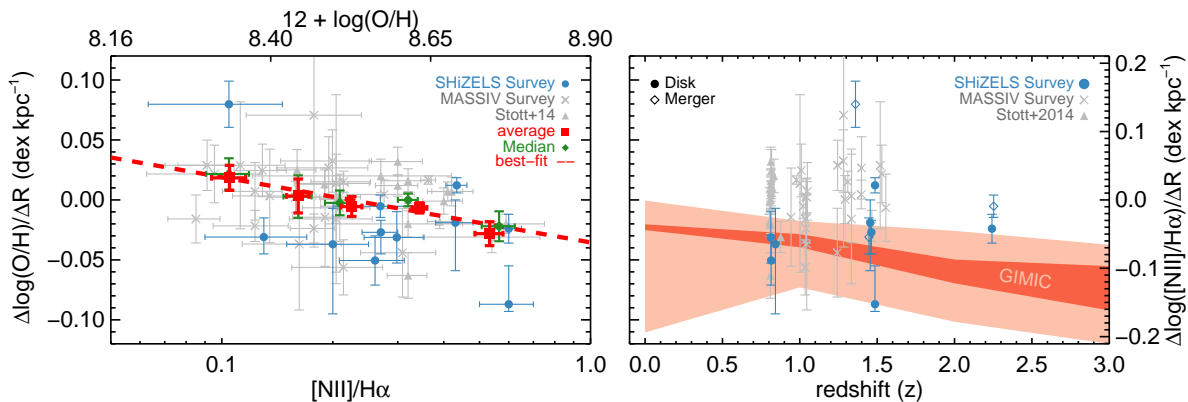 12 + log(O/H)
8.16 8.40 8.65 8.90
Δlog(O/H)/ΔR (dex kpc⁻¹)
0.10
0.05
0.00
−0.05
−0.10
SHiZELS Survey
MASSIV Survey
Stott+14
average
Median
best−fit
0.1 1.0
[NII]/Hα
Disk
Merger
SHiZELS Survey
MASSIV Survey
Stott+2014
GIMIC
0.2
0.1
0.0
−0.1
−0.2
Δlog([NII]/Hα)/ΔR (dex kpc⁻¹)
0.0 0.5 1.0 1.5 2.0 2.5 3.0
redshift (z)